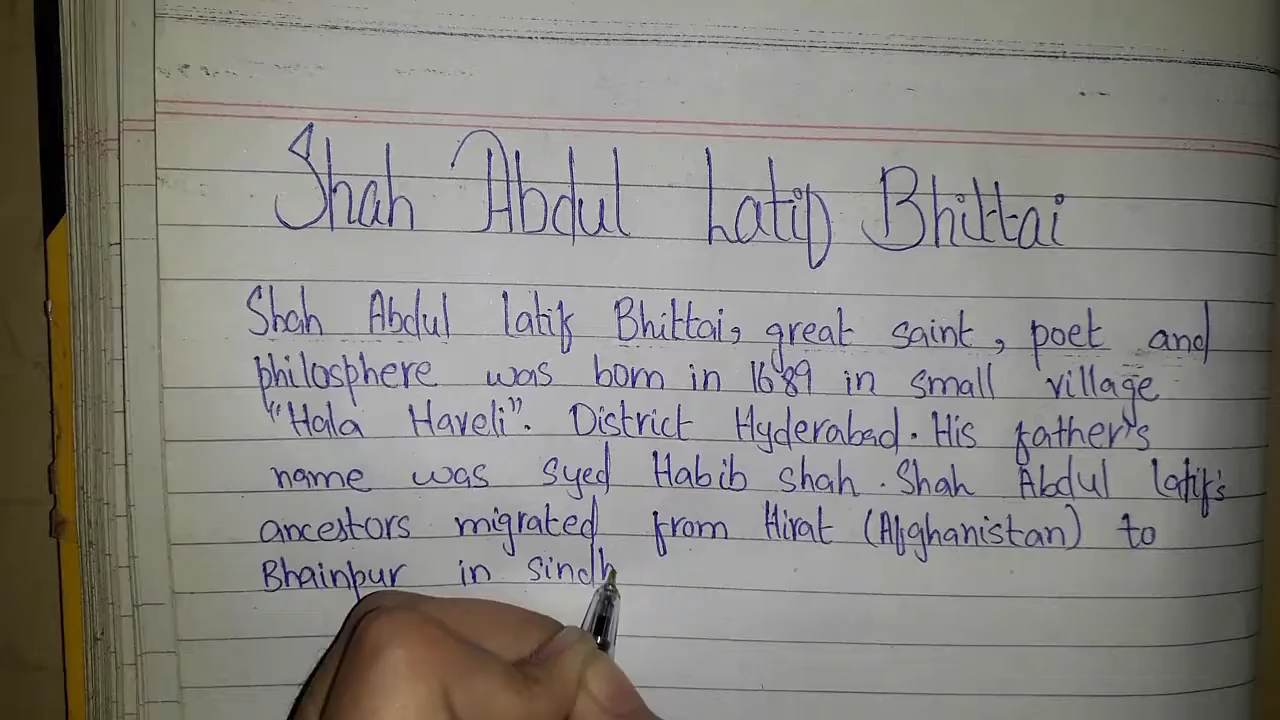 Shah Abdul Latif Bhittai
Shah Abdul latif Bhittai, great saint, poet and
philosphere was born in 1689 in small village
"Hala Haveli". District Hyderabad. His father's
name was syed Habib shah. Shah Abdul latif's
ancestors migrated from Hirat (Afghanistan) to
Bhainpur in sindh